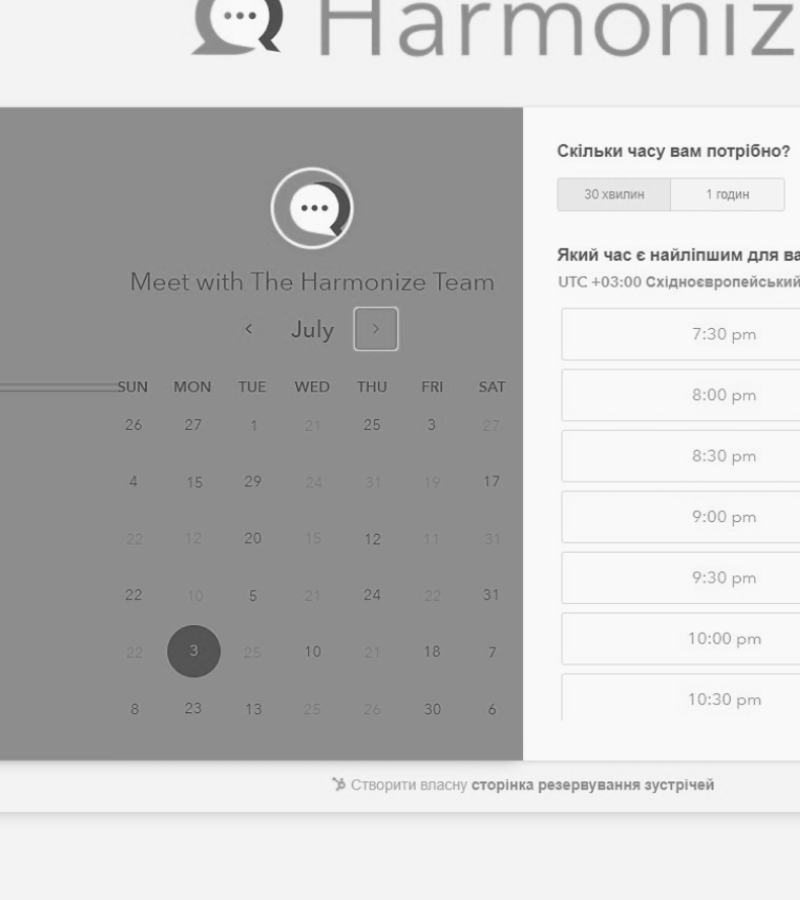 Harmoniz
Meet with The Harmonize Team
July
SUN MON TUE WED THU FRI SAT
26 27 1 21 25 3 27
4 15 29 24 31 19 17
22 12 20 15 12 11 31
22 10 5 21 24 22 31
22 3 25 10 21 18 7
8 23 13 25 26 30 6
Скільки часу вам потрібно?
30 хвилин 1 годин
Який час є найліпшим для ва
UTC +03:00 Східноєвропейський
7:30 pm
8:00 pm
8:30 pm
9:00 pm
9:30 pm
10:00 pm
10:30 pm
Створити власну сторінка резервування зустрічей